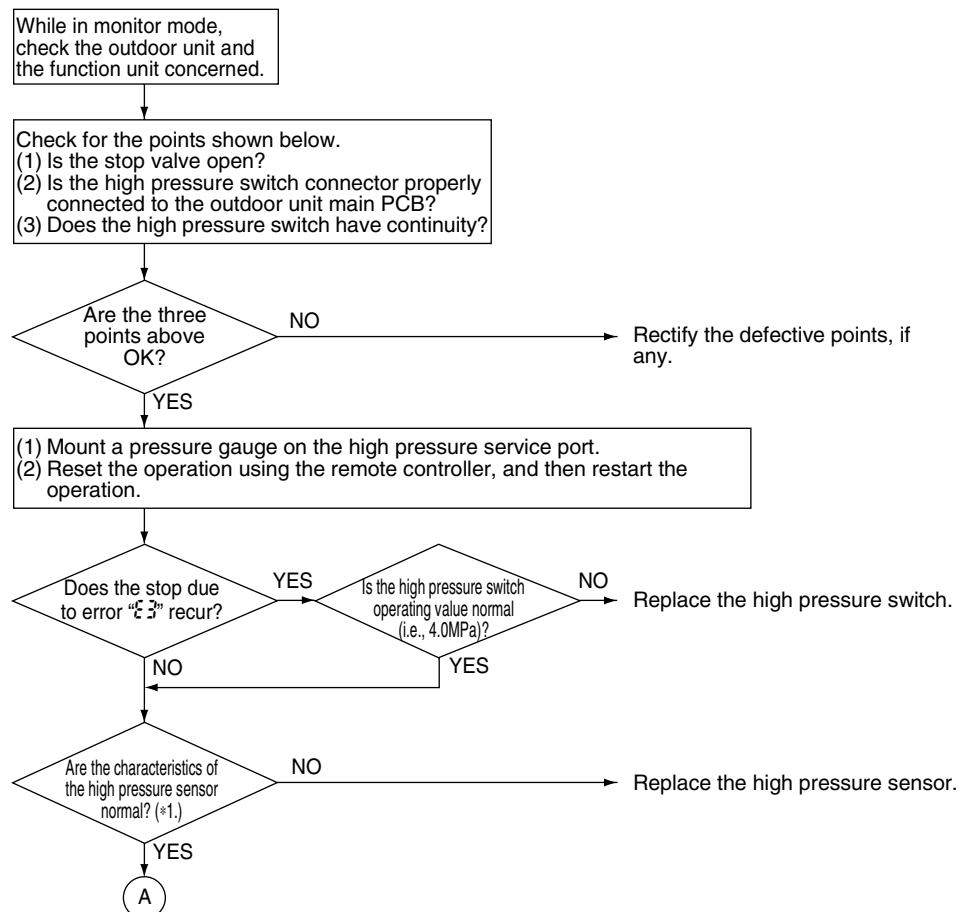 While in monitor mode,
check the outdoor unit and
the function unit concerned.
Check for the points shown below.
(1) Is the stop valve open?
(2) Is the high pressure switch connector properly
connected to the outdoor unit main PCB?
(3) Does the high pressure switch have continuity?
Are the three
points above
OK?
NO
Rectify the defective points, if
any.
YES
(1) Mount a pressure gauge on the high pressure service port.
(2) Reset the operation using the remote controller, and then restart the
operation.
Does the stop due
to error “E3” recur?
YES
Is the high pressure switch
operating value normal
(i.e., 4.0MPa)?
NO
Replace the high pressure switch.
NO
YES
Are the characteristics of
the high pressure sensor
normal? (*1.)
NO
Replace the high pressure sensor.
YES
A